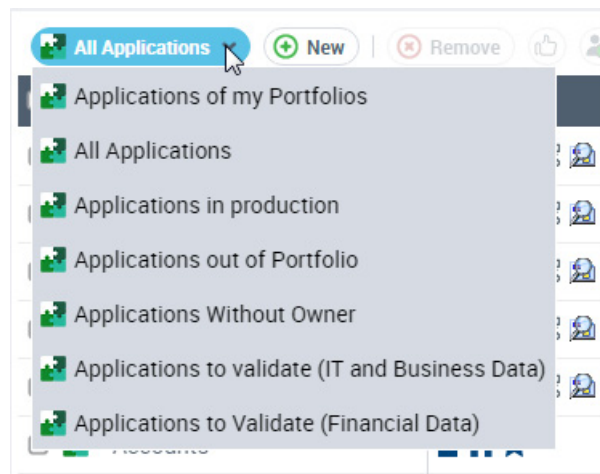 All Applications
New
Remove
Applications of my Portfolios
All Applications
Applications in production
Applications out of Portfolio
Applications Without Owner
Applications to validate (IT and Business Data)
Applications to Validate (Financial Data)